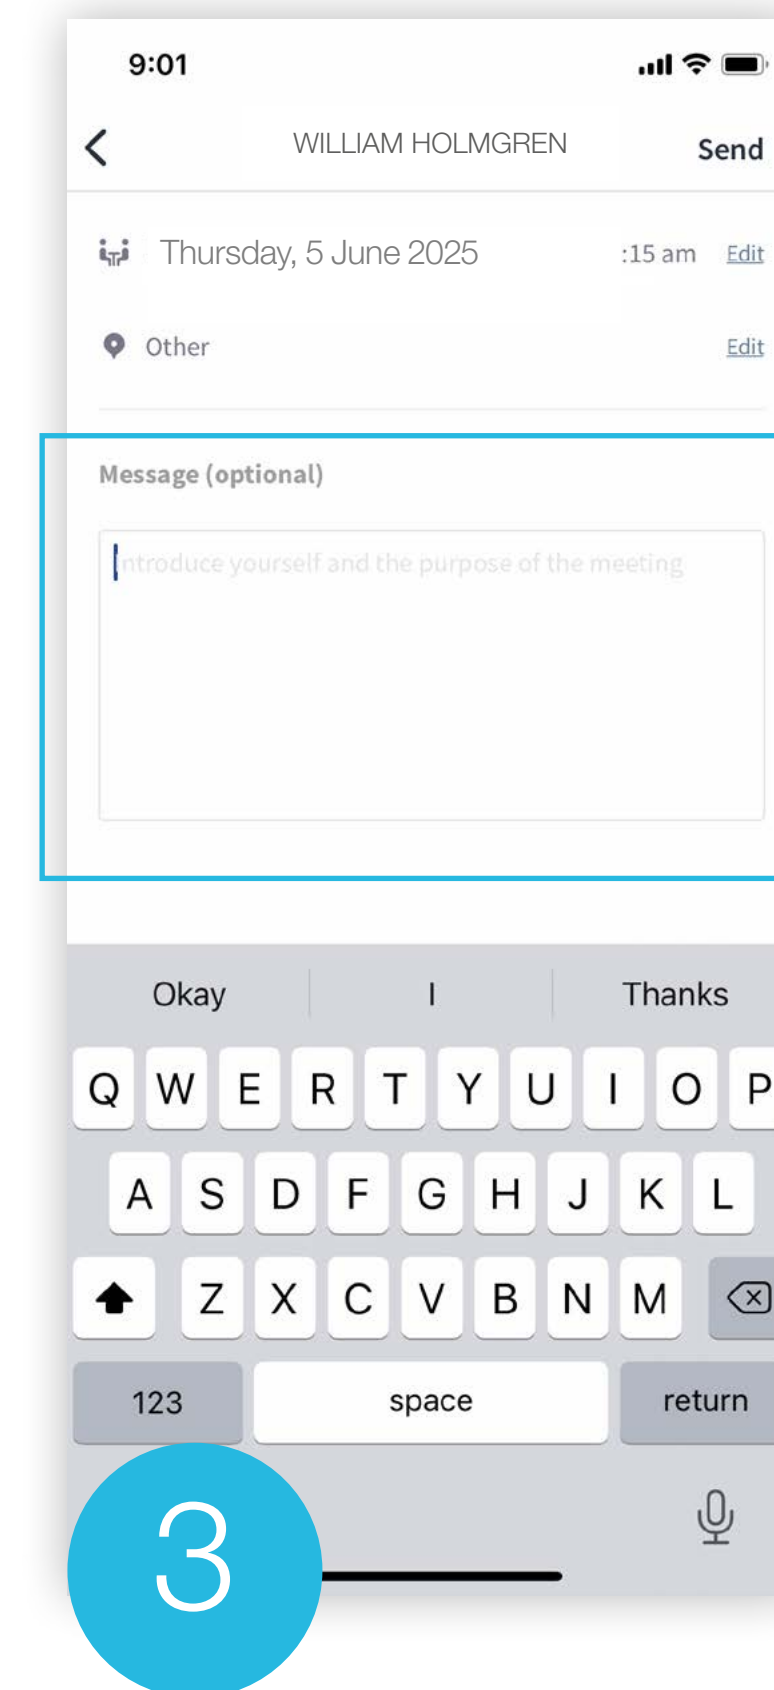 9:01
WILLIAM HOLMGREN Send
Thursday, 5 June 2025 :15 am Edit
Other Edit
Message (optional)
Introduce yourself and the purpose of the meeting
Okay I Thanks
Q W E R T Y U I O P
A S D F G H J K L
Z X C V B N M
123 space return
3